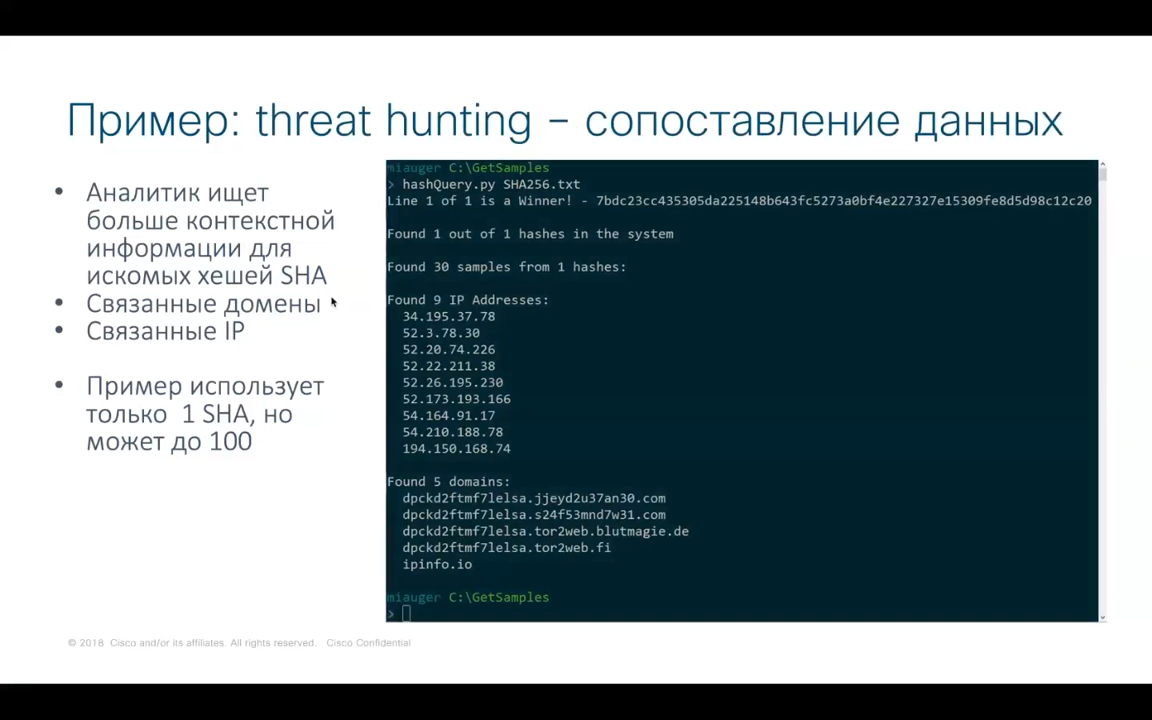 Пример: threat hunting – сопоставление данных
• Аналитик ищет
больше контекстной
информации для
искомых хешей SHA
• Связанные домены
• Связанные IP
• Пример использует
только 1 SHA, но
может до 100
miauger C:\GetSamples
> hashQuery.py SHA256.txt
Line 1 of 1 is a Winner! - 7bdc23cc435305da225148b643fc5273a0bf4e227327e15309fe8d5d98c12c20
Found 1 out of 1 hashes in the system
Found 30 samples from 1 hashes:
Found 9 IP Addresses:
34.195.37.78
52.3.78.30
52.20.74.226
52.22.211.38
52.26.195.230
52.173.193.166
54.164.91.17
54.210.188.78
194.150.168.74
Found 5 domains:
dpckd2ftmf7lelsa.jjeyd2u37an30.com
dpckd2ftmf7lelsa.s24f53mnd7w31.com
dpckd2ftmf7lelsa.tor2web.blutmagie.de
dpckd2ftmf7lelsa.tor2web.fi
ipinfo.io
miauger C:\GetSamples
>
© 2018 Cisco and/or its affiliates. All rights reserved. Cisco Confidential